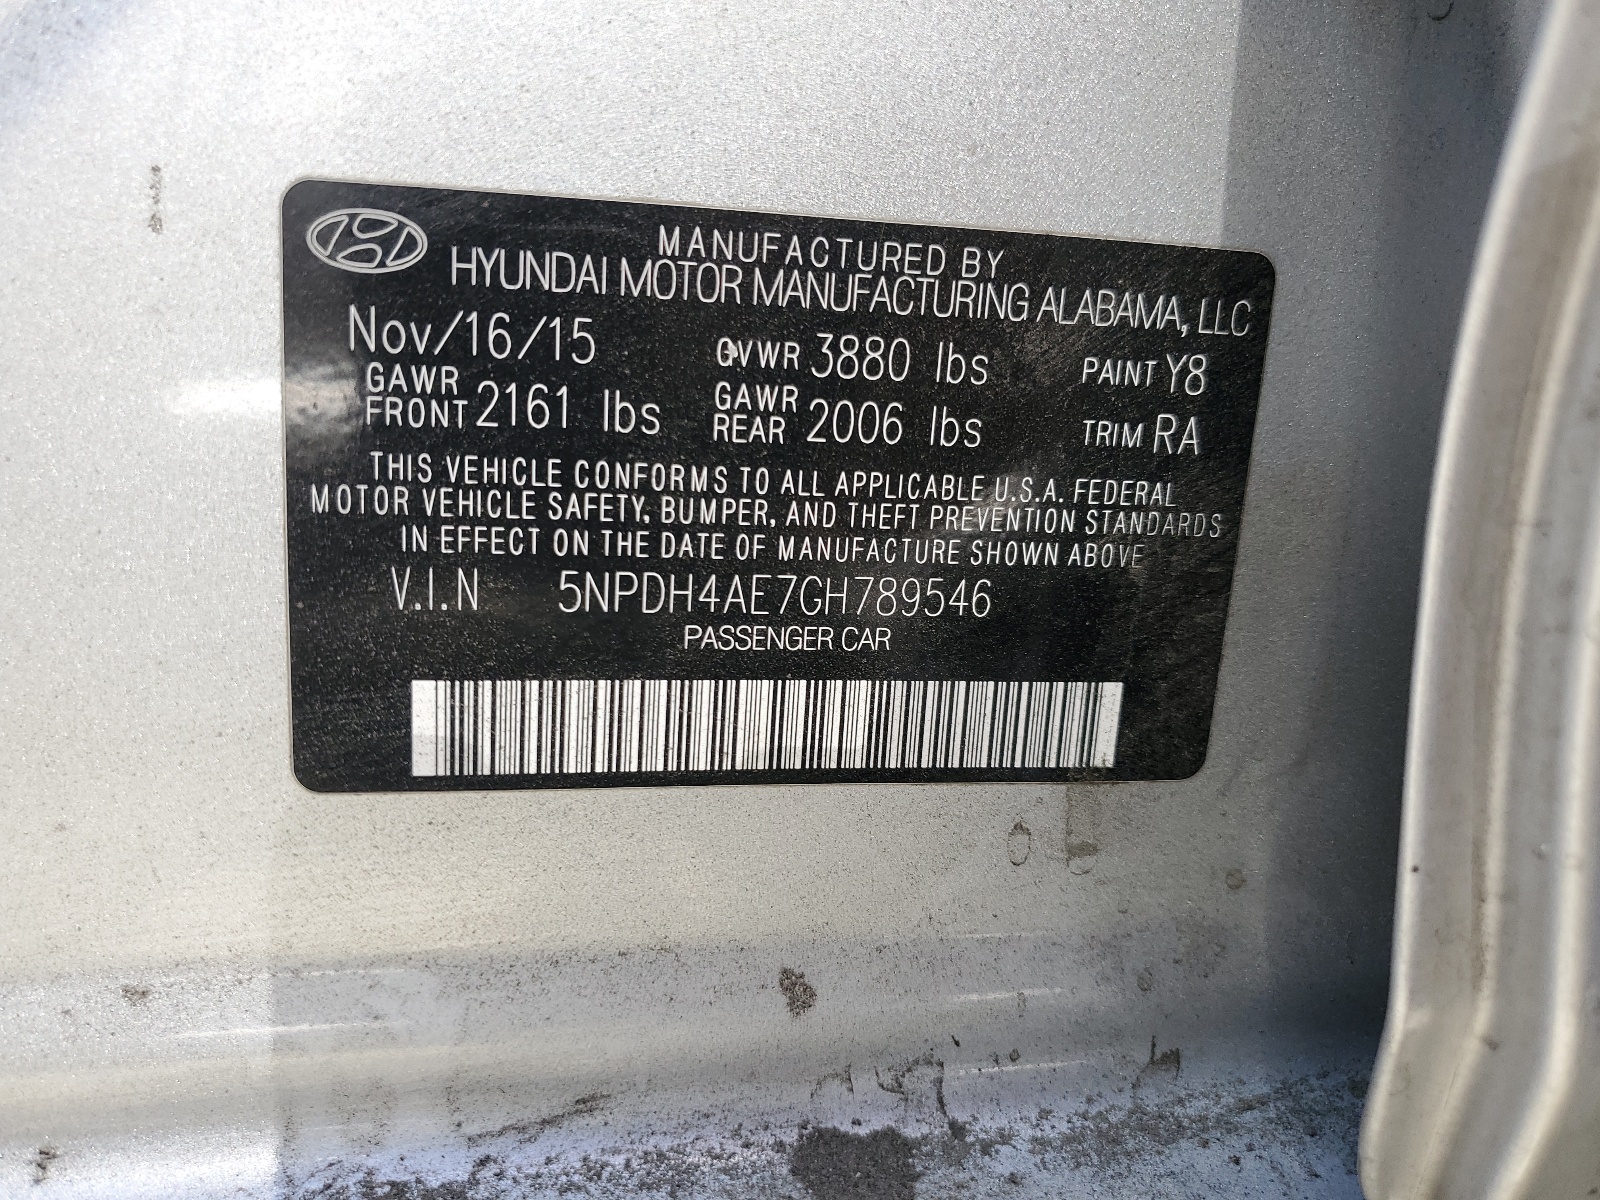 MANUFACTURED BY
HYUNDAI MOTOR MANUFACTURING ALABAMA, LLC
Nov/16/15 GVWR 3880 lbs PAINT Y8
GAWR FRONT 2161 lbs GAWR REAR 2006 lbs TRIM RA
THIS VEHICLE CONFORMS TO ALL APPLICABLE U.S.A. FEDERAL
MOTOR VEHICLE SAFETY, BUMPER, AND THEFT PREVENTION STANDARDS
IN EFFECT ON THE DATE OF MANUFACTURE SHOWN ABOVE
V.I.N 5NPDH4AE7GH789546
PASSENGER CAR